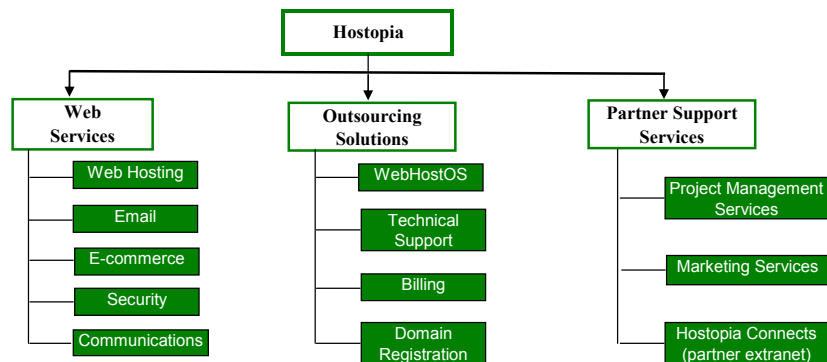 Hostopia
Web
Services
Web Hosting
Email
E-commerce
Security
Communications
Outsourcing
Solutions
WebHostOS
Technical
Support
Billing
Domain
Registration
Partner Support
Services
Project Management
Services
Marketing Services
Hostopia Connects
(partner extranet)